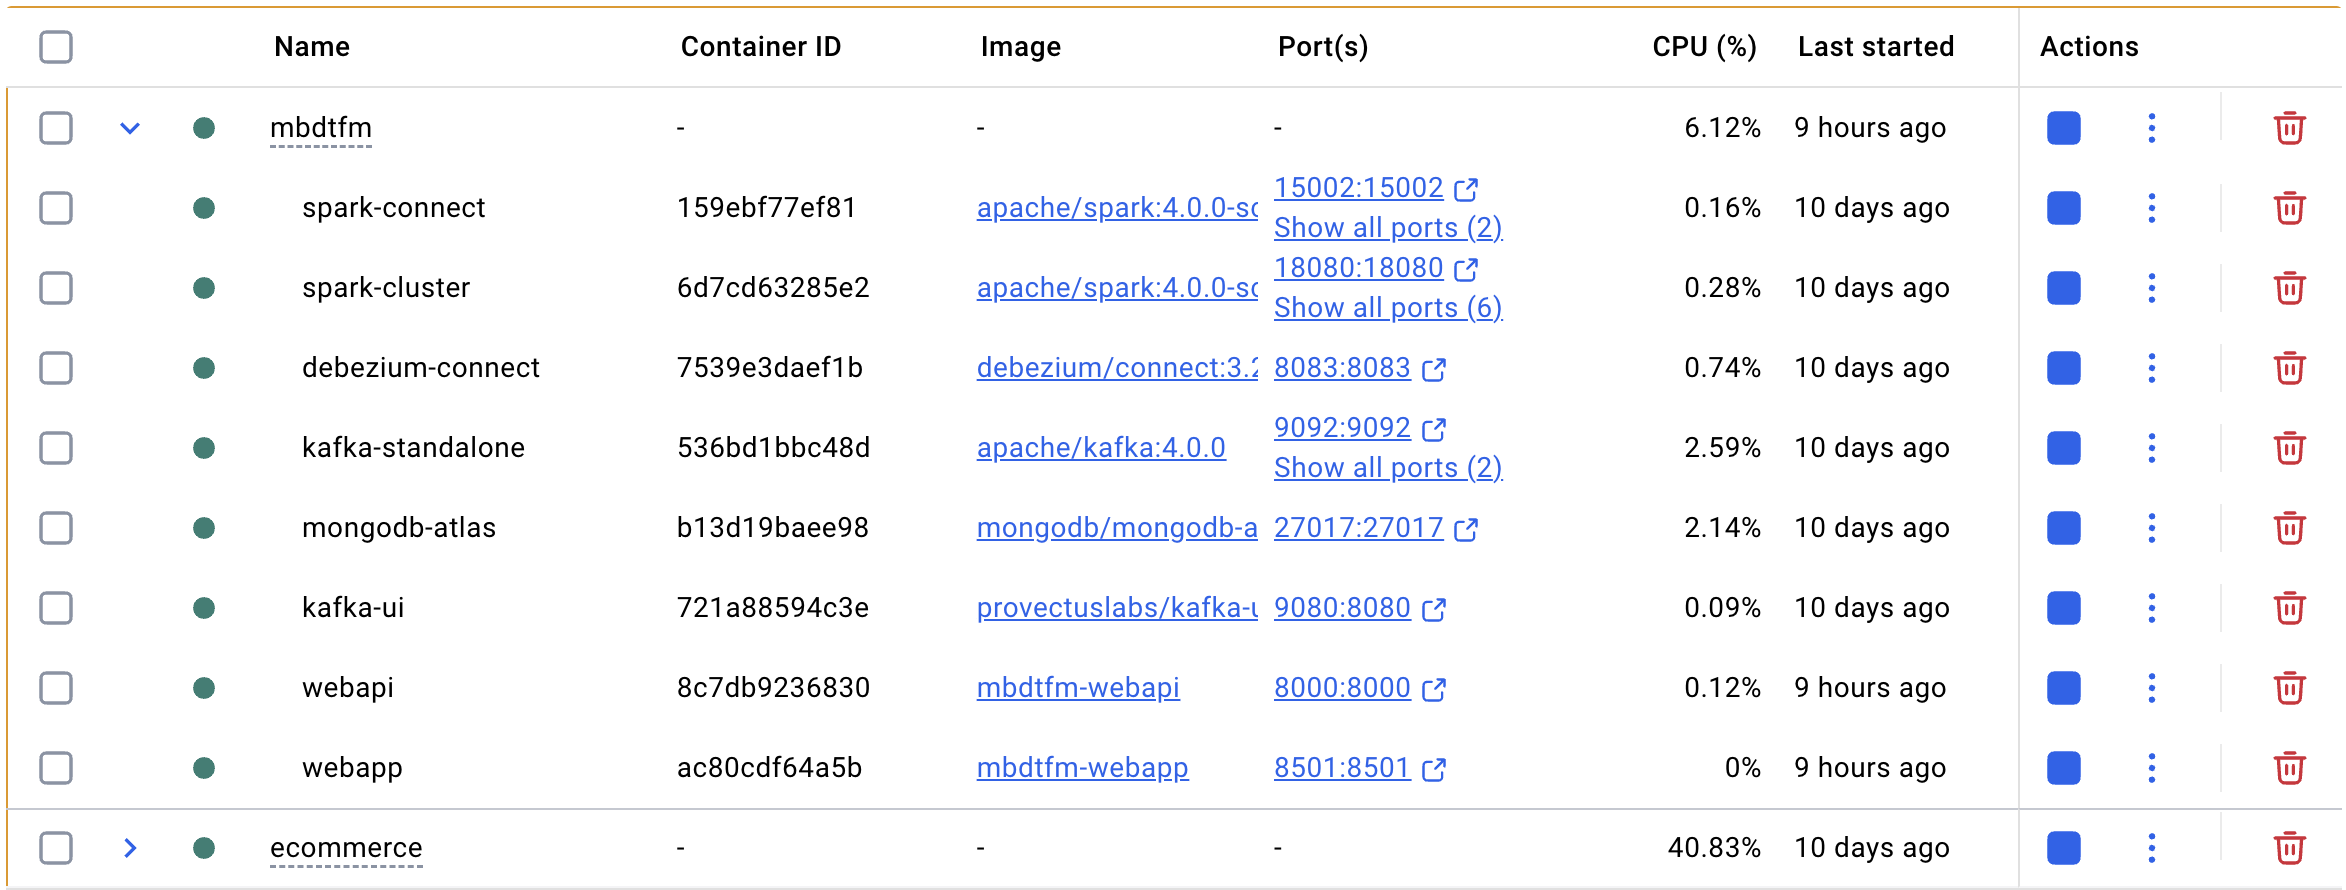 Name Container ID Image Port(s) CPU (%) Last started Actions
mbdtfm - - - 6.12% 9 hours ago
spark-connect 159ebf77ef81 apache/spark:4.0.0-sc 15002:15002 0.16% 10 days ago
Show all ports (2)
spark-cluster 6d7cd63285e2 apache/spark:4.0.0-sc 18080:18080 0.28% 10 days ago
Show all ports (6)
debezium-connect 7539e3daef1b debezium/connect:3.2 8083:8083 0.74% 10 days ago
kafka-standalone 536bd1bbc48d apache/kafka:4.0.0 9092:9092 2.59% 10 days ago
Show all ports (2)
mongodb-atlas b13d19baee98 mongodb/mongodb-a 27017:27017 2.14% 10 days ago
kafka-ui 721a88594c3e provectuslabs/kafka-u 9080:8080 0.09% 10 days ago
webapi 8c7db9236830 mbdtfm-webapi 8000:8000 0.12% 9 hours ago
webapp ac80cdf64a5b mbdtfm-webapp 8501:8501 0% 9 hours ago
ecommerce - - - 40.83% 10 days ago